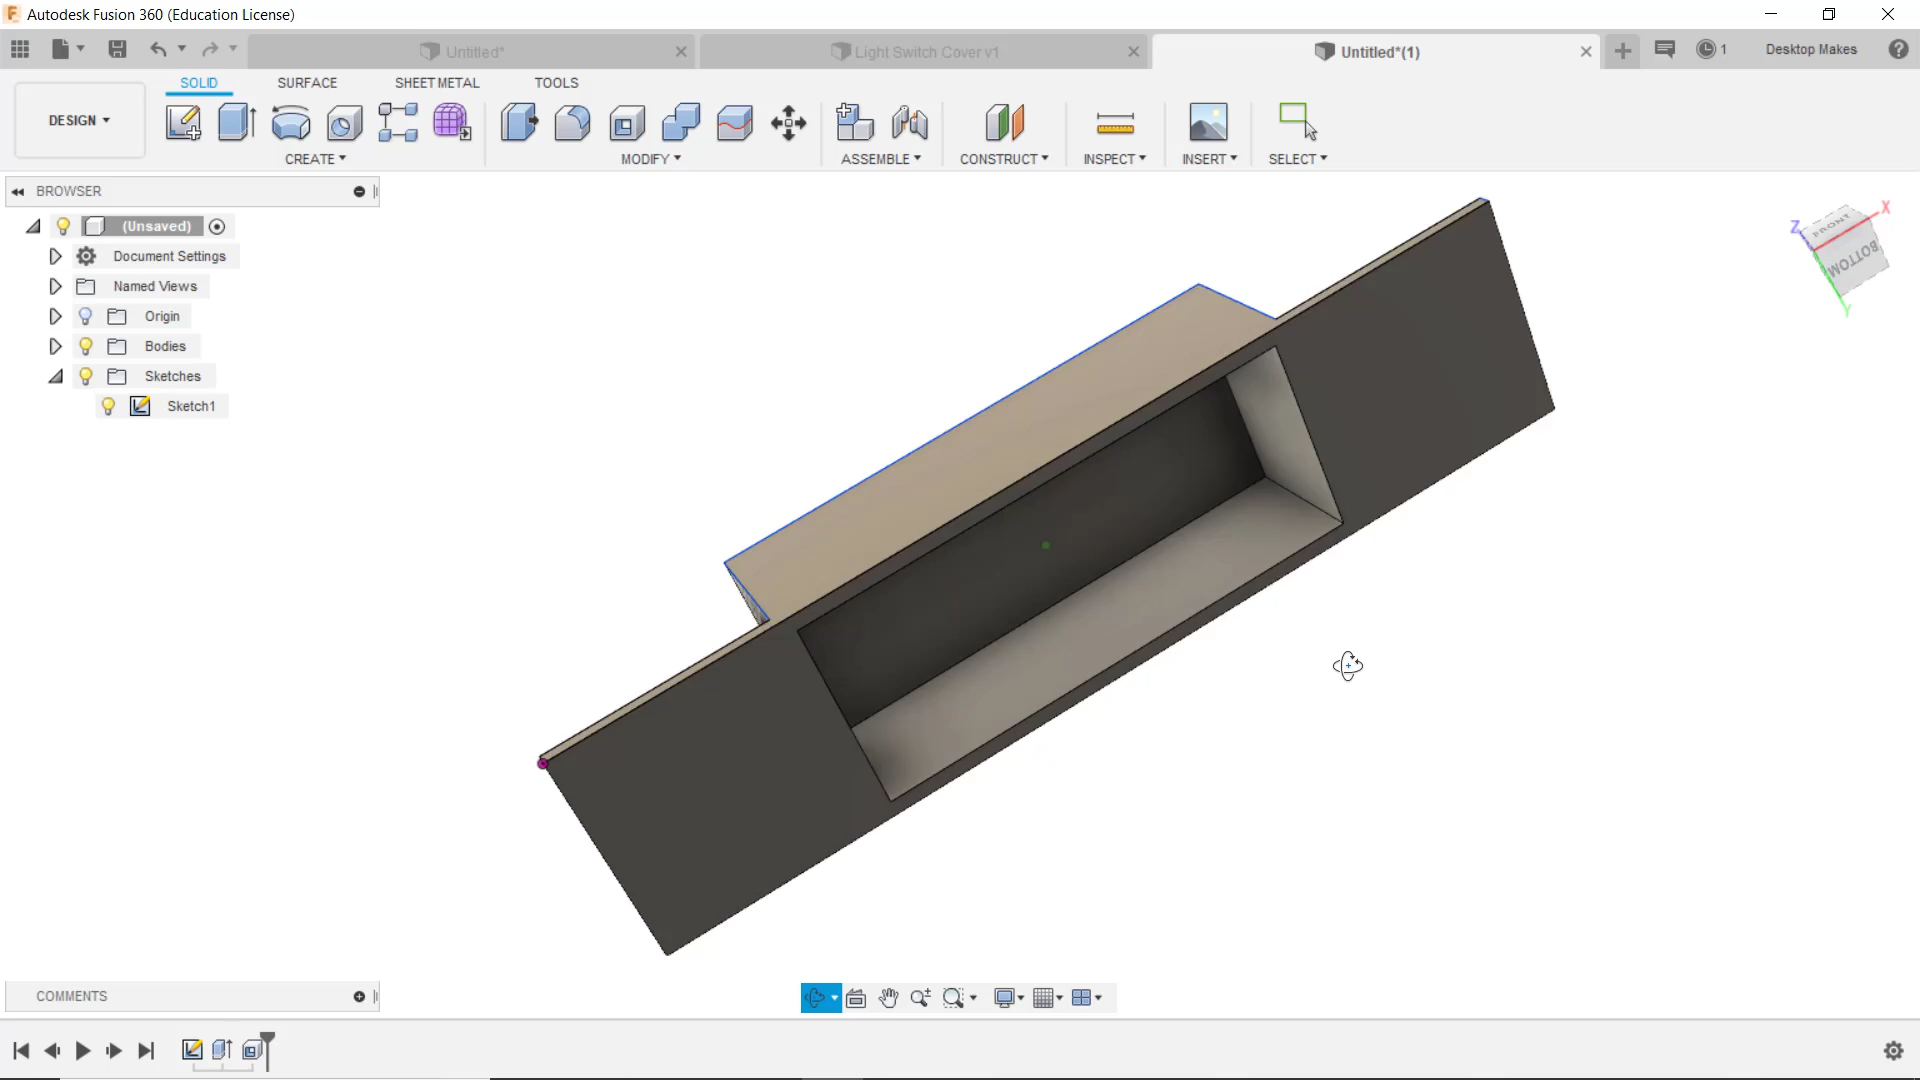 Autodesk Fusion 360 (Education License)
Untitled*
Light Switch Cover v1
Untitled*(1)
1
Desktop Makes
SOLID
SURFACE
SHEET METAL
TOOLS
DESIGN
CREATE
MODIFY
ASSEMBLE
CONSTRUCT
INSPECT
INSERT
SELECT
BROWSER
(Unsaved)
Document Settings
Named Views
Origin
Bodies
Sketches
Sketch1
Z
X
FRONT
BOTTOM
Y
COMMENTS